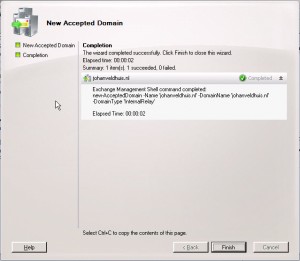 New Accepted Domain
New Accepted Domain
Completion
Completion
The wizard completed successfully. Click Finish to close this wizard.
Elapsed time: 00:00:02
Summary: 1 item(s). 1 succeeded, 0 failed.
johanveldhuis.nl
Completed
Exchange Management Shell command completed:
new-AcceptedDomain -Name 'johanveldhuis.nl' -DomainName 'johanveldhuis.nl'
-DomainType 'InternalRelay'
Elapsed Time: 00:00:02
Select Ctrl+C to copy the contents of this page.
Help
< Back
Finish
Cancel